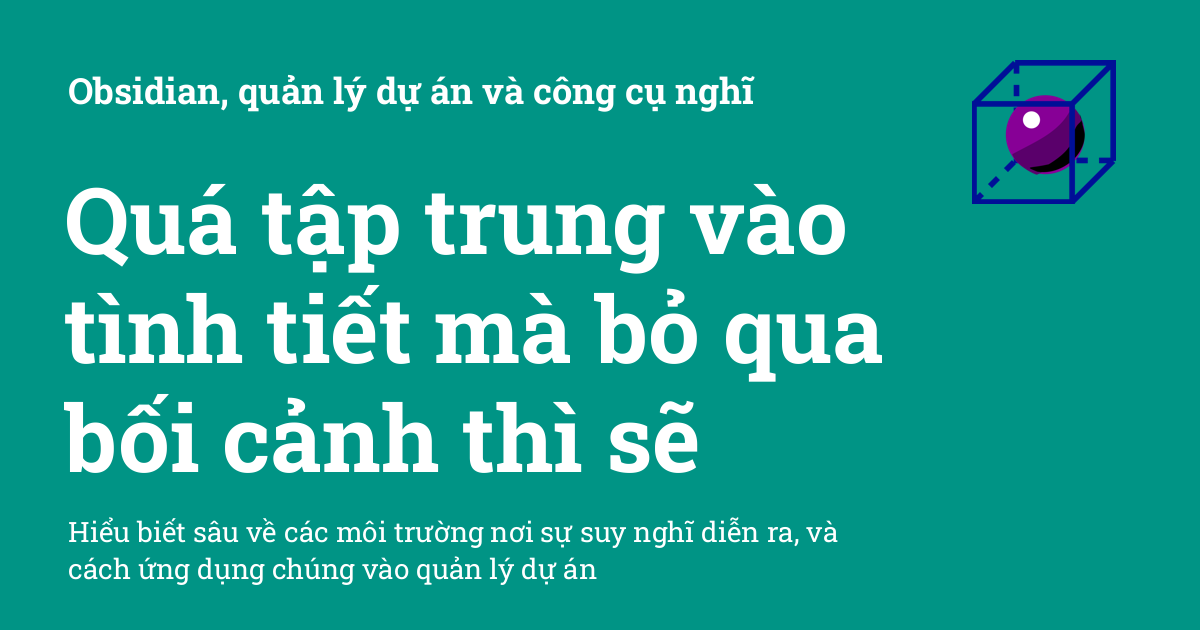 Obsidian, quản lý dự án và công cụ nghĩ
Quá tập trung vào
tình tiết mà bỏ qua
bối cảnh thì sẽ
Hiểu biết sâu về các môi trường nơi sự suy nghĩ diễn ra, và
cách ứng dụng chúng vào quản lý dự án